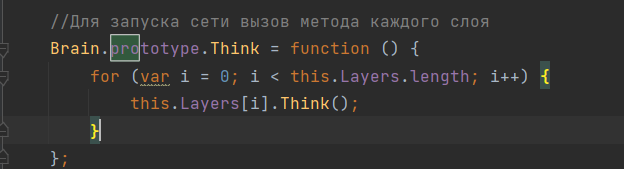 //Для запуска сети вызов метода каждого слоя
Brain.prototype.Think = function () {
for (var i = 0; i < this.Layers.length; i++) {
this.Layers[i].Think();
}
};